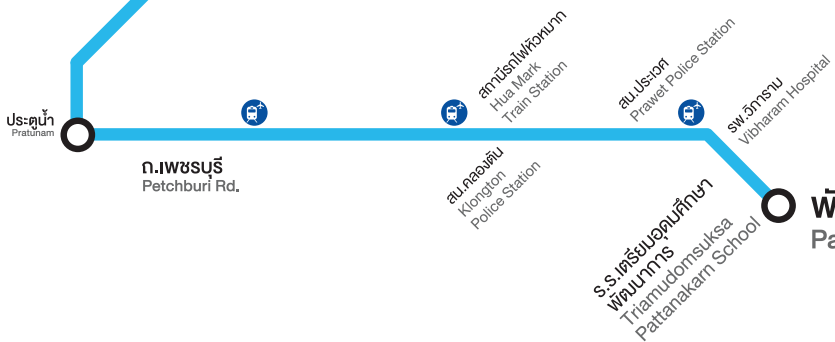 ประตูน้ำ
Pratunam
ถ.เพชรบุรี
Petchburi Rd.
สถานีรถไฟหัวหมาก
Hua Mark
Train Station
สน.คลองตัน
Klongton
Police Station
สน.ประเวศ
Prawet Police Station
รพ.วิภาราม
Vibharam Hospital
ร.ร.เตรียมอุดมศึกษา
พัฒนาการ
Triamudomsuksa
Pattanakarn School
พั
Pa